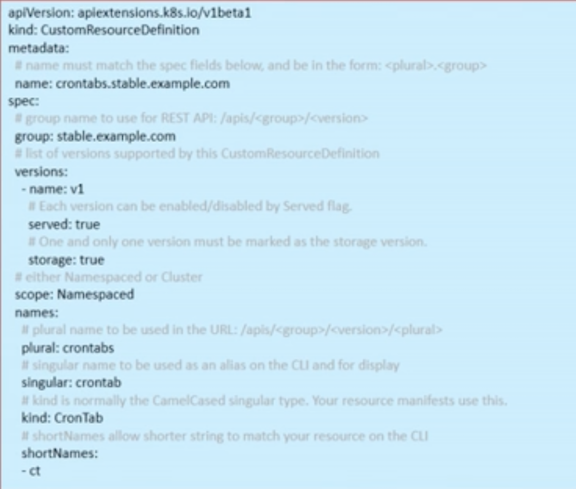 apiVersion: apiextensions.k8s.io/v1beta1
kind: CustomResourceDefinition
metadata:
  # name must match the spec fields below, and be in the form: <plural>.<group>
  name: crontabs.stable.example.com
spec:
  # group name to use for REST API: /apis/<group>/<version>
  group: stable.example.com
  # list of versions supported by this CustomResourceDefinition
  versions:
    - name: v1
      # Each version can be enabled/disabled by Served flag.
      served: true
      # One and only one version must be marked as the storage version.
      storage: true
  # either Namespaced or Cluster
  scope: Namespaced
  names:
    # plural name to be used in the URL: /apis/<group>/<version>/<plural>
    plural: crontabs
    # singular name to be used as an alias on the CLI and for display
    singular: crontab
    # kind is normally the CamelCased singular type. Your resource manifests use this.
    kind: CronTab
    # shortNames allow shorter string to match your resource on the CLI
    shortNames:
    - ct